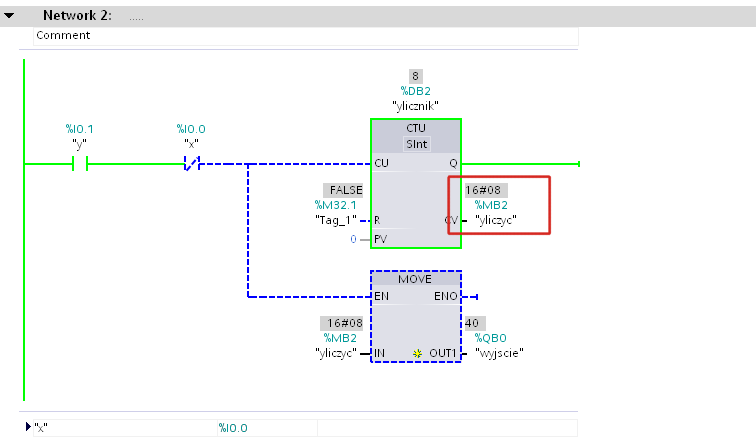 Network 2: .....
Comment
8
%DB2
"ylicznik"
%I0.1
"y"
%I0.0
"x"
CTU
SInt
CU
Q
FALSE
%M32.1
"Tag_1"
R
0
PV
16#08
%MB2
CV
"yliczyc"
MOVE
EN
ENO
16#08
%MB2
"yliczyc"
IN
OUT1
40
%QB0
"wyjscie"
"x" %I0.0